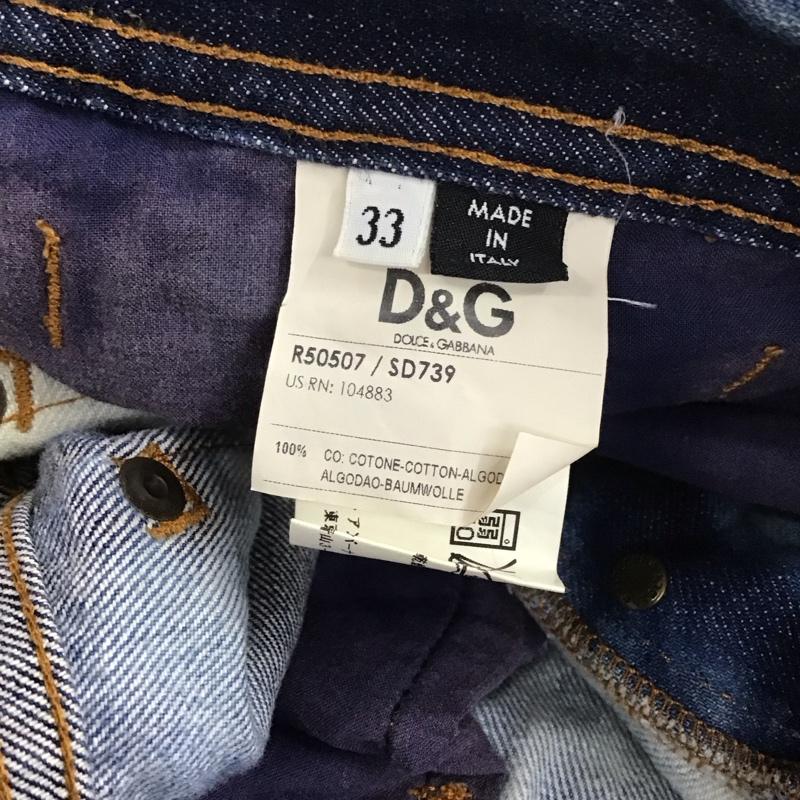 33
MADE
IN
ITALY
D&G
DOLCE & GABBANA
R50507 / SD739
US RN: 104883
100% CO: COTONE-COTTON-ALGOD
ALGODAO-BAUMWOLLE